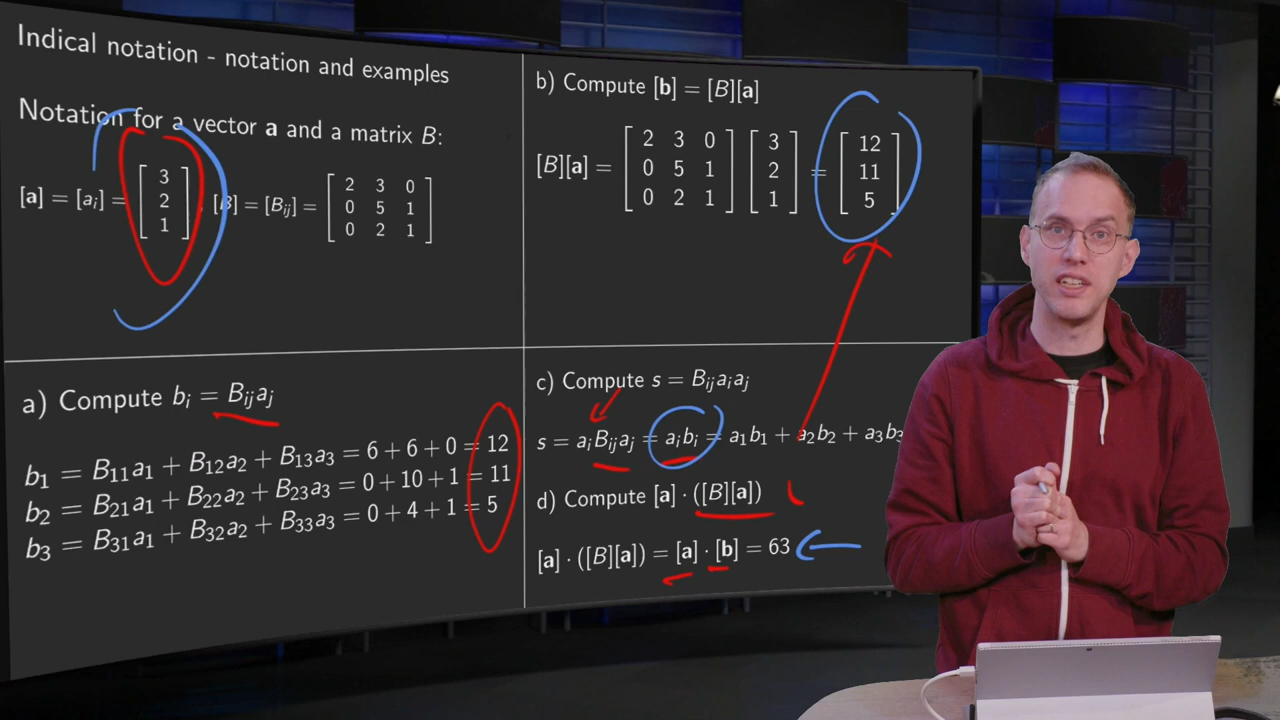 Indical notation - notation and examples
Notation for a vector a and a matrix B:
[a] = [a_i] = [3 2 1], [B] = [B_ij] = [2 3 0
0 5 1
0 2 1]
a) Compute b_i = B_ij a_j
b_1 = B_11 a_1 + B_12 a_2 + B_13 a_3 = 6 + 6 + 0 = 12
b_2 = B_21 a_1 + B_22 a_2 + B_23 a_3 = 0 + 10 + 1 = 11
b_3 = B_31 a_1 + B_32 a_2 + B_33 a_3 = 0 + 4 + 1 = 5
b) Compute [b] = [B][a]
[B][a] = [2 3 0] [3] = [12]
[0 5 1] [2] [11]
[0 2 1] [1] [5]
c) Compute s = B_ij a_i a_j
s = a_i B_ij a_j = a_i b_i = a_1 b_1 + a_2 b_2 + a_3 b_3
d) Compute [a] · ([B][a])
[a] · ([B][a]) = [a] · [b] = 63